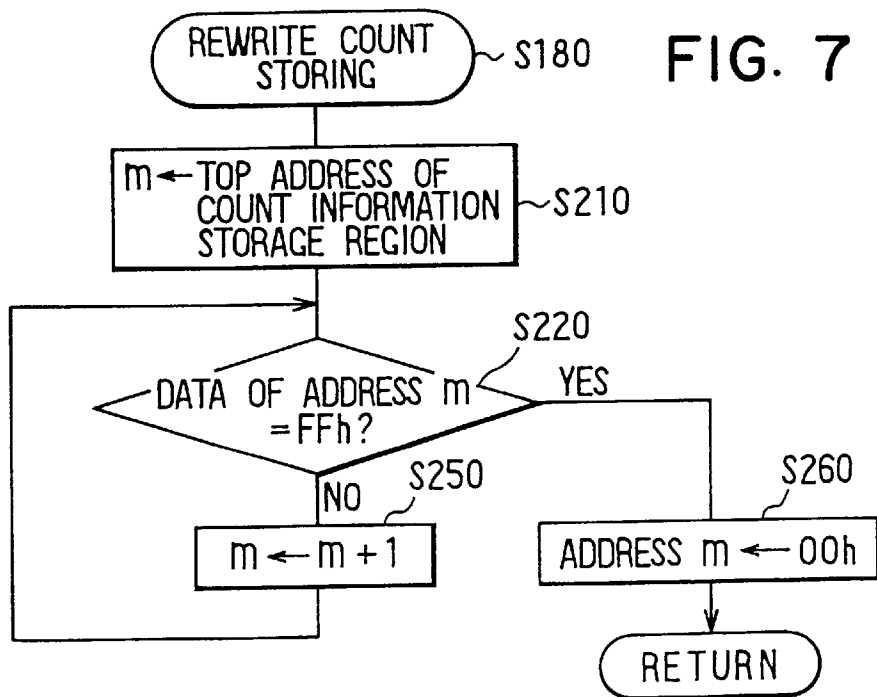 REWRITE COUNT
STORING
S180
FIG. 7
m ← TOP ADDRESS OF
COUNT INFORMATION
STORAGE REGION
S210
S220
DATA OF ADDRESS m
= FFh?
YES
NO
S250
m ← m + 1
S260
ADDRESS m ← 00h
RETURN